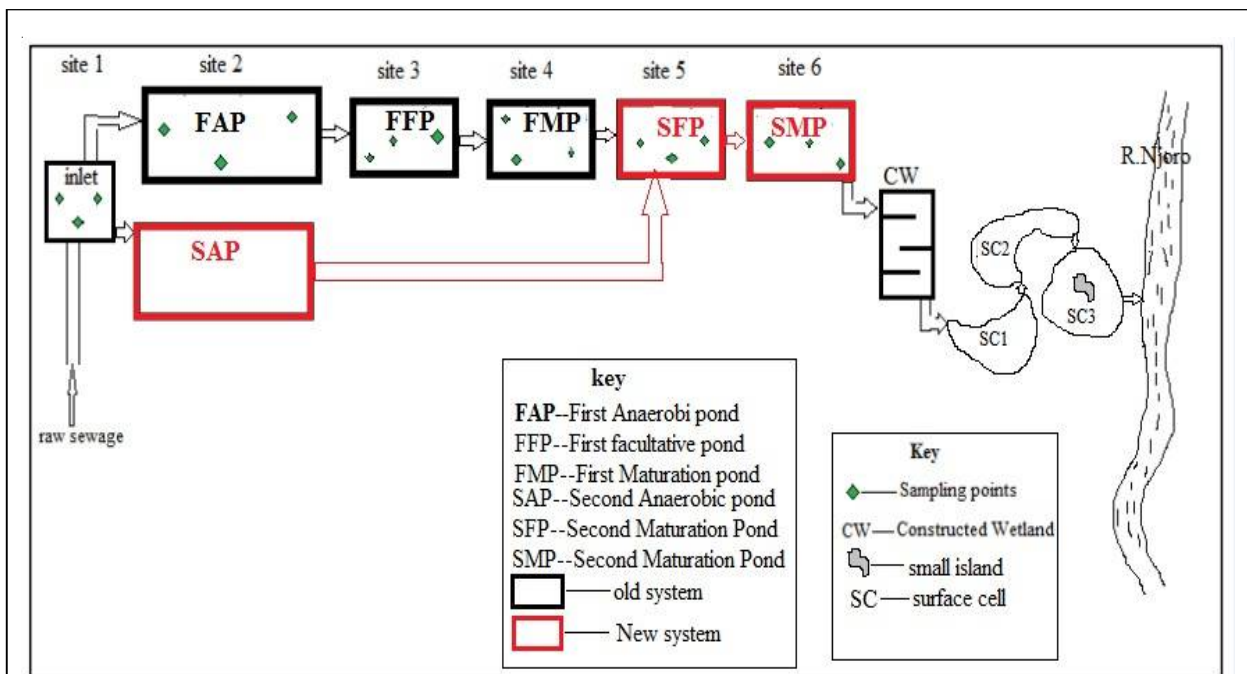 site 1 site 2 site 3 site 4 site 5 site 6
FAP FFP FMP SFP SMP
R.Njoro
inlet
CW
SAP
SC2
SC3
SC1
raw sewage
key
FAP--First Anaerobi pond
FFP--First facultative pond
FMP--First Maturation pond
SAP--Second Anaerobic pond
SFP--Second Maturation Pond
SMP--Second Maturation Pond
old system
New system
Key
Sampling points
CW—Constructed Wetland
small island
SC—surface cell